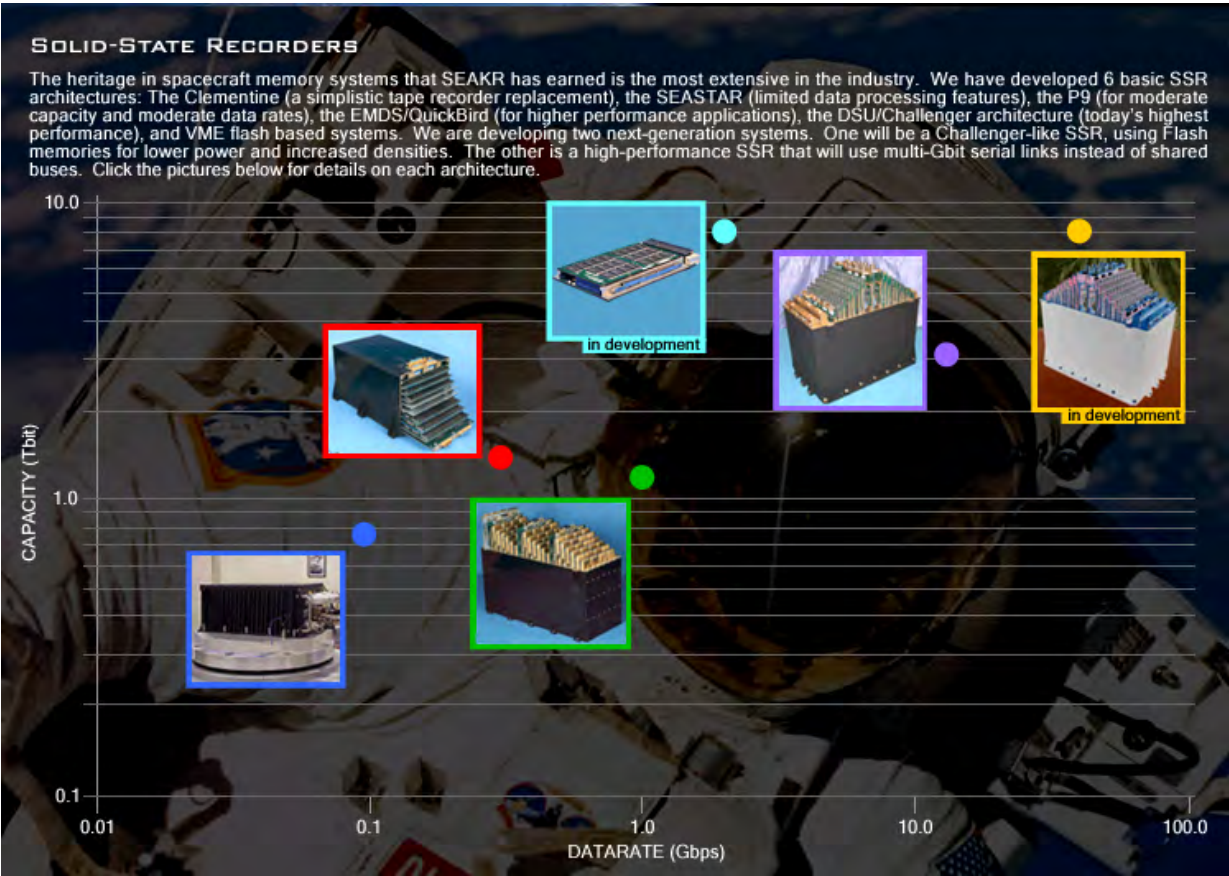 SOLID-STATE RECORDERS
The heritage in spacecraft memory systems that SEAKR has earned is the most extensive in the industry. We have developed 6 basic SSR
architectures: The Clementine (a simplistic tape recorder replacement), the SEASTAR (limited data processing features), the P9 (for moderate
capacity and moderate data rates), the EMDS/QuickBird (for higher performance applications), the DSU/Challenger architecture (today's highest
performance), and VME flash based systems. We are developing two next-generation systems. One will be a Challenger-like SSR, using Flash
memories for lower power and increased densities. The other is a high-performance SSR that will use multi-Gbit serial links instead of shared
buses. Click the pictures below for details on each architecture.
10.0
in development
in development
CAPACITY (Tbit)
1.0
0.1
0.01
0.1
1.0
10.0
100.0
DATARATE (Gbps)